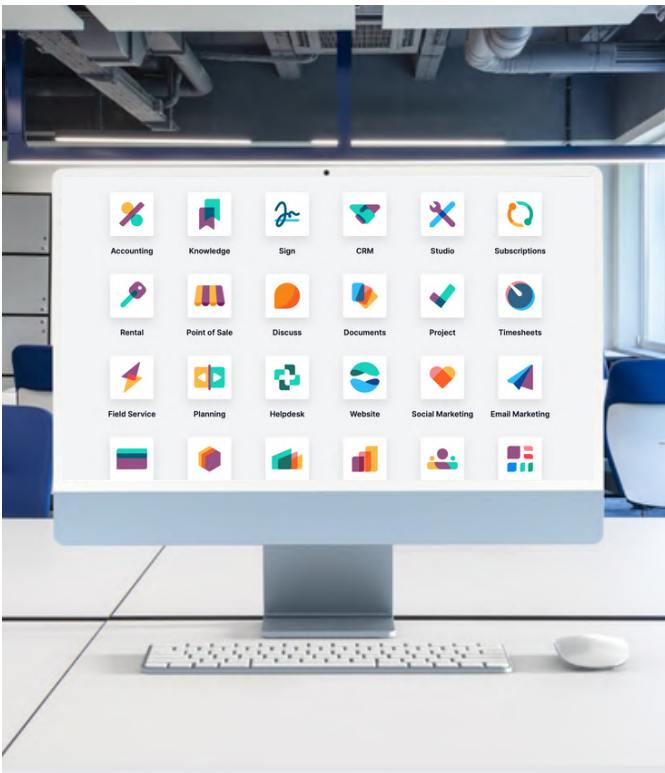 Accounting
Knowledge
Sign
CRM
Studio
Subscriptions
Rental
Point of Sale
Discuss
Documents
Project
Timesheets
Field Service
Planning
Helpdesk
Website
Social Marketing
Email Marketing